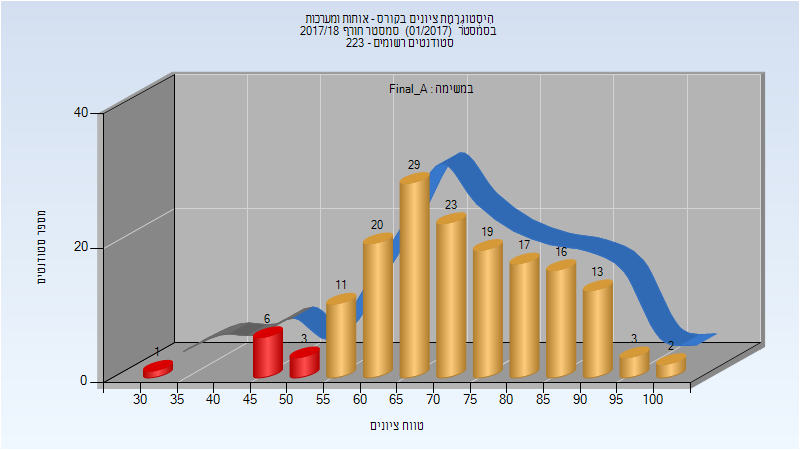 היסטוגרמת ציונים בקורס - אותות ומערכות
בסמסטר (01/2017) סמסטר חורף 2017/18
סטודנטים רשומים - 223
במשימה : Final_A
מספר סטודנטים
40
20
0
1
6
3
11
20
29
23
19
17
16
13
3
2
30 35 45 50 55 60 65 70 75 80 85 90 95 100
טווח ציונים